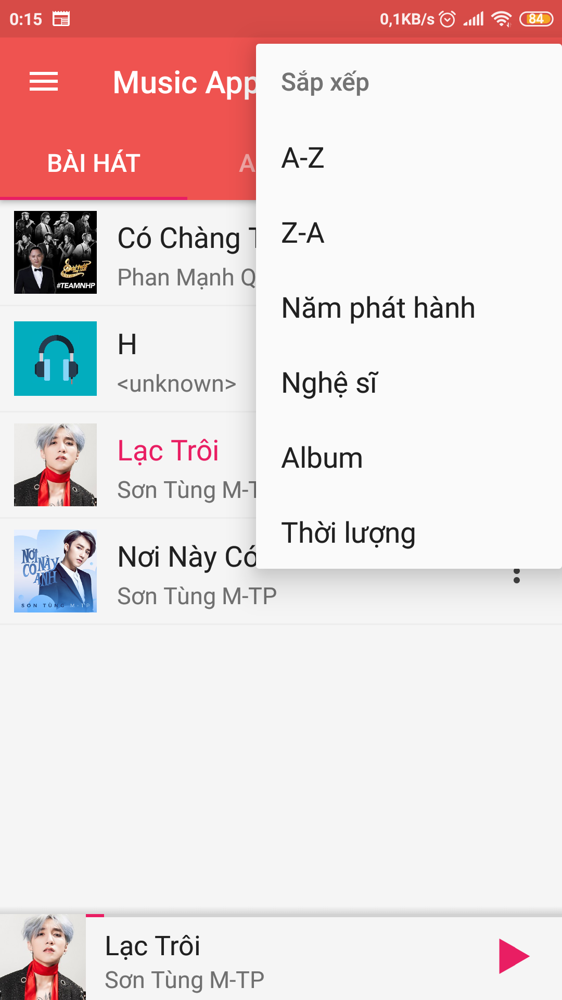 0:15
0,1KB/s
84
Music App
Sắp xếp
A-Z
Z-A
Năm phát hành
Nghệ sĩ
Album
Thời lượng
BÀI HÁT
A
#TEAMNHP
Có Chàng T
Phan Mạnh Q
H
<unknown>
Lạc Trôi
Sơn Tùng M-T
NƠI NÀY
CÓ ANH
SƠN TÙNG M-TP
Nơi Này Có
Sơn Tùng M-TP
Lạc Trôi
Sơn Tùng M-TP